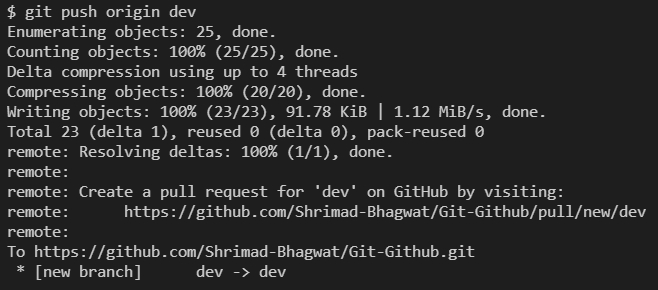 $ git push origin dev
Enumerating objects: 25, done.
Counting objects: 100% (25/25), done.
Delta compression using up to 4 threads
Compressing objects: 100% (20/20), done.
Writing objects: 100% (23/23), 91.78 KiB | 1.12 MiB/s, done.
Total 23 (delta 1), reused 0 (delta 0), pack-reused 0
remote: Resolving deltas: 100% (1/1), done.
remote:
remote: Create a pull request for 'dev' on GitHub by visiting:
remote:      https://github.com/Shrimad-Bhagwat/Git-Github/pull/new/dev
remote:
To https://github.com/Shrimad-Bhagwat/Git-Github.git
 * [new branch]      dev -> dev